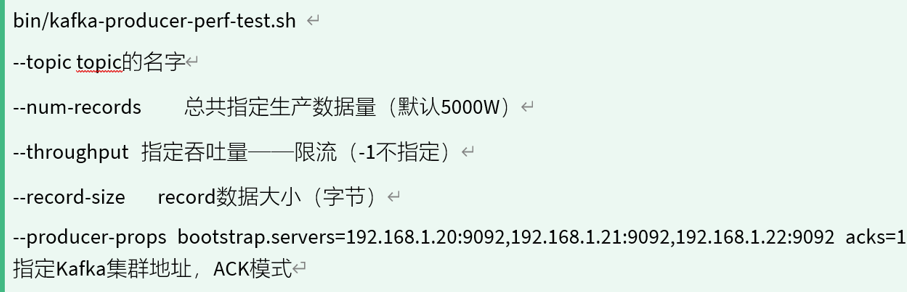 bin/kafka-producer-perf-test.sh
--topic topic的名字
--num-records 总共指定生产数据量（默认5000W）
--throughput 指定吞吐量——限流（-1不指定）
--record-size record数据大小（字节）
--producer-props bootstrap.servers=192.168.1.20:9092,192.168.1.21:9092,192.168.1.22:9092 acks=1
指定Kafka集群地址，ACK模式